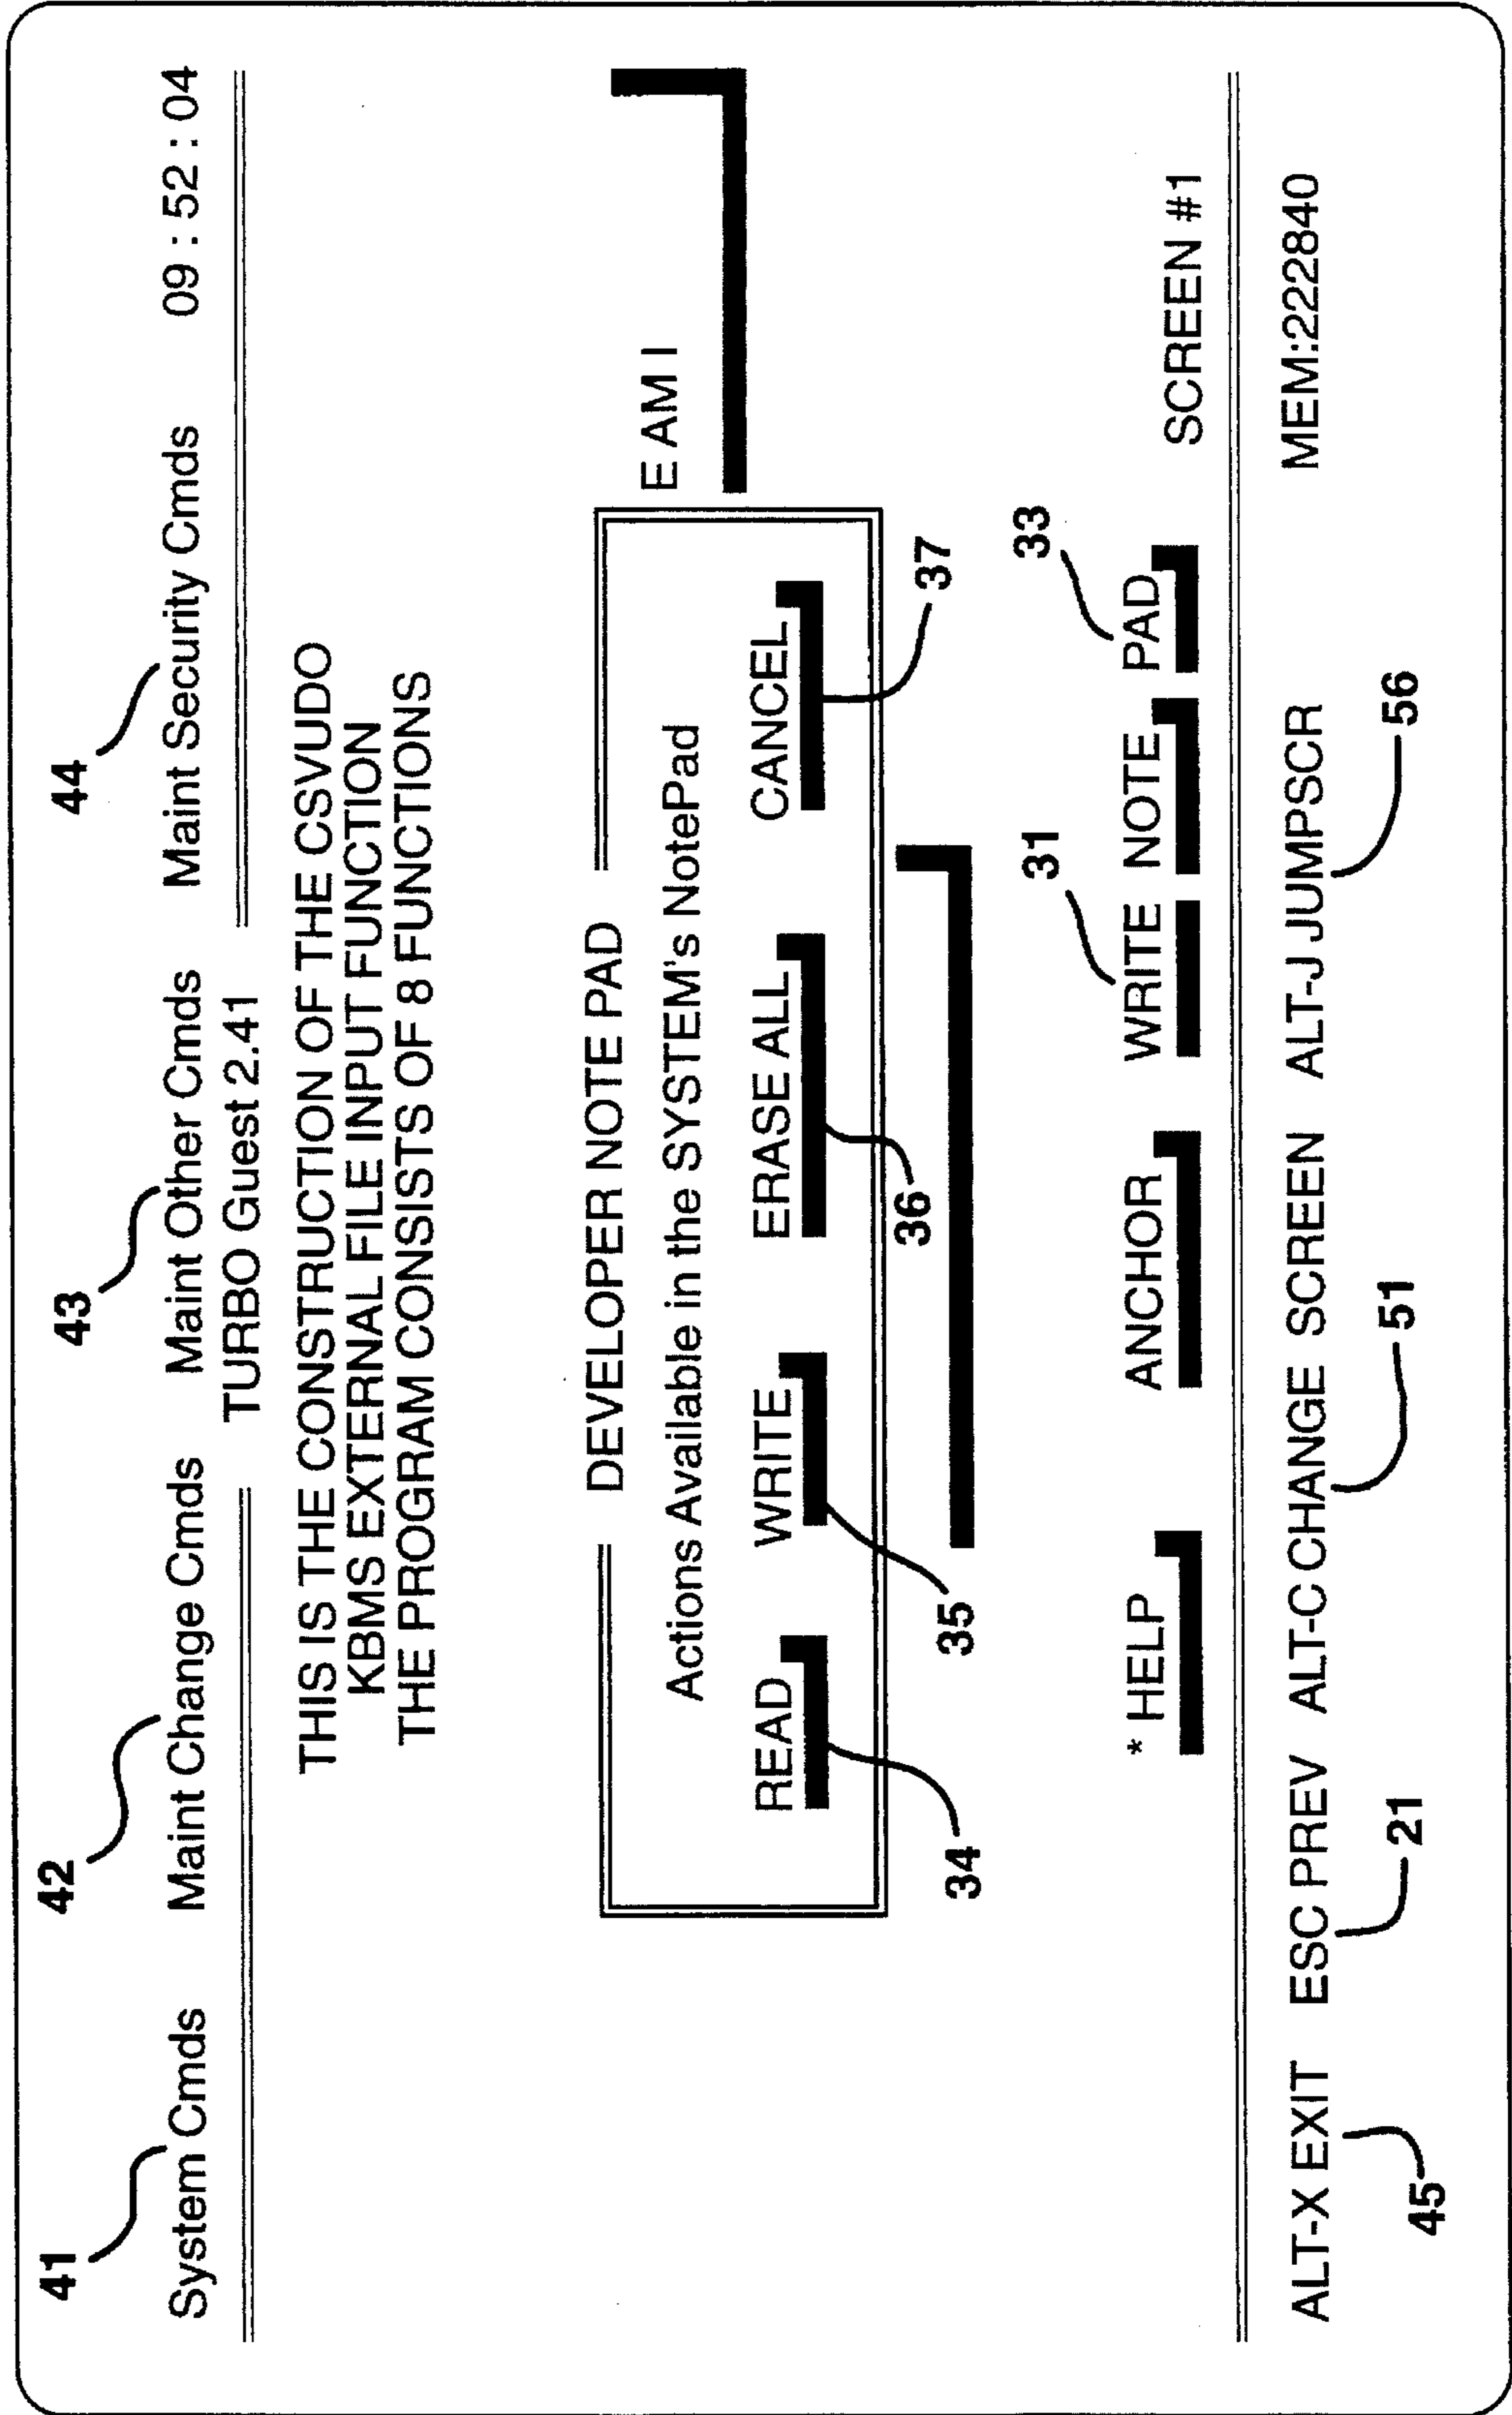 41 42 43 44
System Cmds Maint Change Cmds Maint Other Cmds Maint Security Cmds 09 : 52 : 04
TURBO Guest 2.41
THIS IS THE CONSTRUCTION OF THE CSVUDO
KBMS EXTERNAL FILE INPUT FUNCTION
THE PROGRAM CONSISTS OF 8 FUNCTIONS
DEVELOPER NOTE PAD
E AM I
Actions Available in the SYSTEM's NotePad
READ WRITE ERASE ALL CANCEL
34 35 36 37
31 33
* HELP ANCHOR WRITE NOTE PAD
SCREEN #1
ALT-X EXIT ESC PREV ALT-C CHANGE SCREEN ALT-J JUMPSCR MEM:222840
45 21 51 56